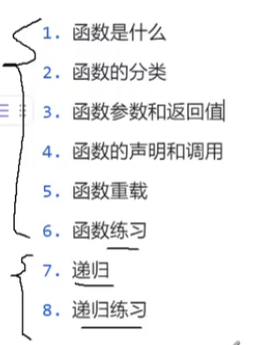 1. 函数是什么
2. 函数的分类
3. 函数参数和返回值
4. 函数的声明和调用
5. 函数重载
6. 函数练习
7. 递归
8. 递归练习